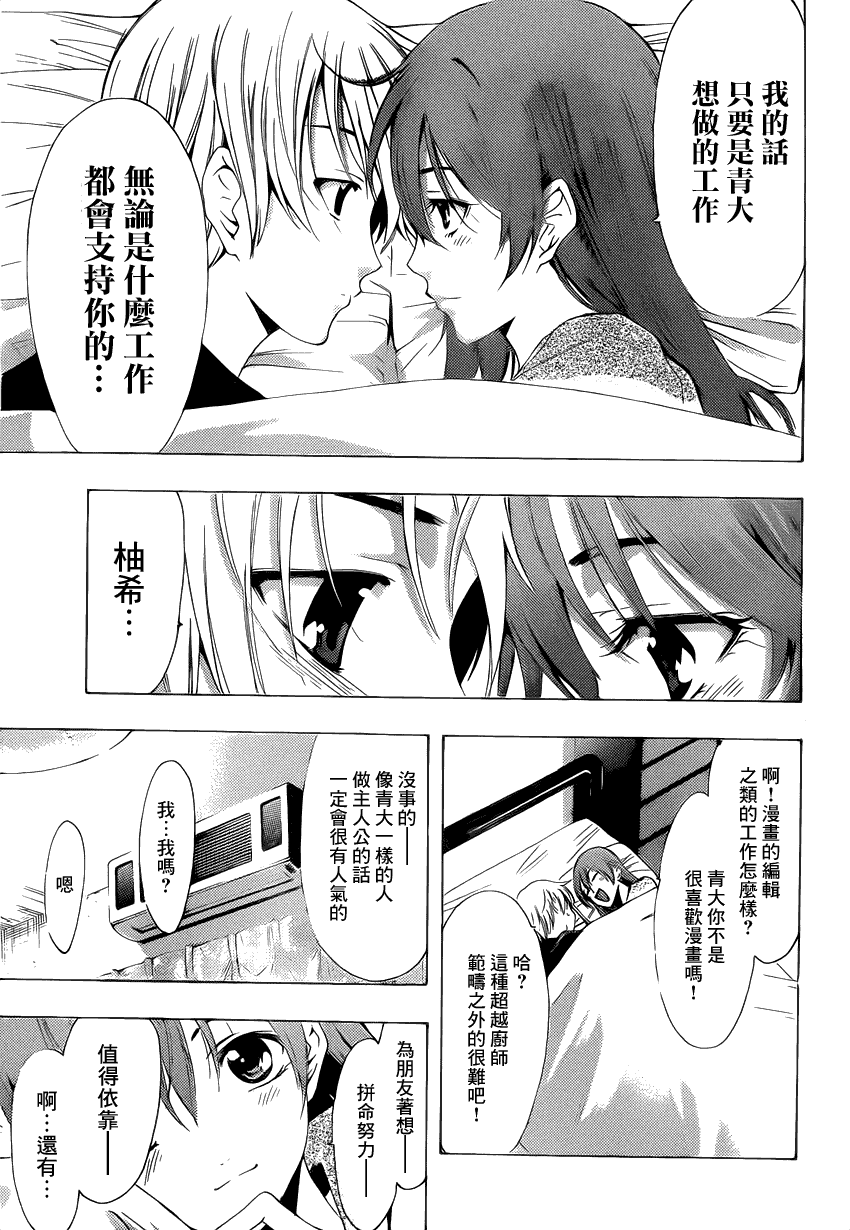 我的話
只要是青大
想做的工作
無論是什麼工作
都會支持你的…
柚希…
啊！漫畫的編輯
之類的工作怎麼樣？
青大你不是
很喜歡漫畫嗎！
哈？
這種超越廚師
範疇之外的很難吧！
沒事的——
像青大一樣的人
做主人公的話
一定會很有人氣的
我…我嗎？
嗯
為朋友著想——
拼命努力——
值得依靠——
啊…還有…